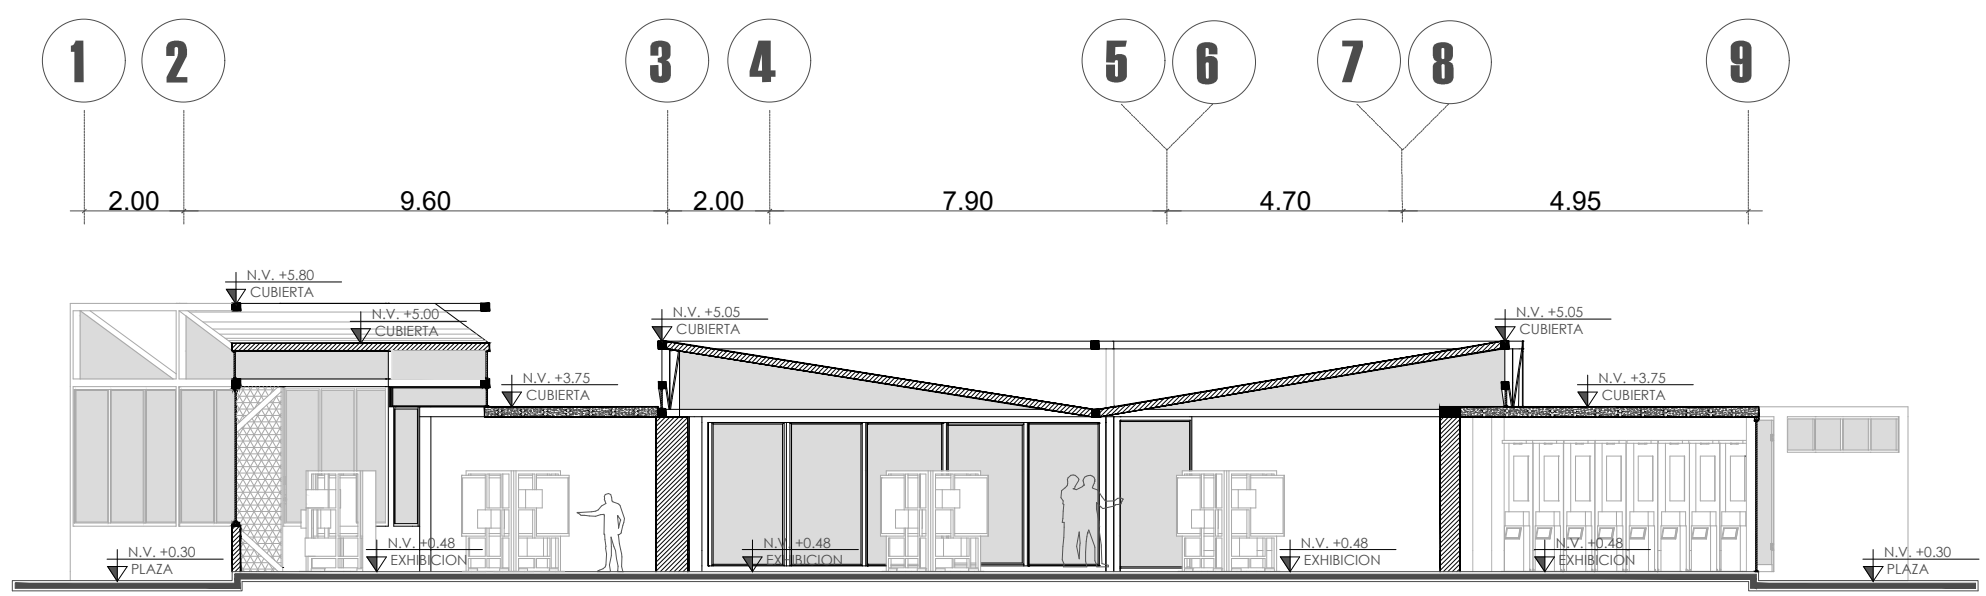 1 2 3 4 5 6 7 8 9
2.00 9.60 2.00 7.90 4.70 4.95
N.V. +5.80
CUBIERTA
N.V. +5.00
CUBIERTA
N.V. +5.05
CUBIERTA
N.V. +5.05
CUBIERTA
N.V. +3.75
CUBIERTA
N.V. +3.75
CUBIERTA
N.V. +0.30
PLAZA
N.V. +0.48
EXHIBICION
N.V. +0.48
EXHIBICION
N.V. +0.48
EXHIBICION
N.V. +0.48
EXHIBICION
N.V. +0.30
PLAZA